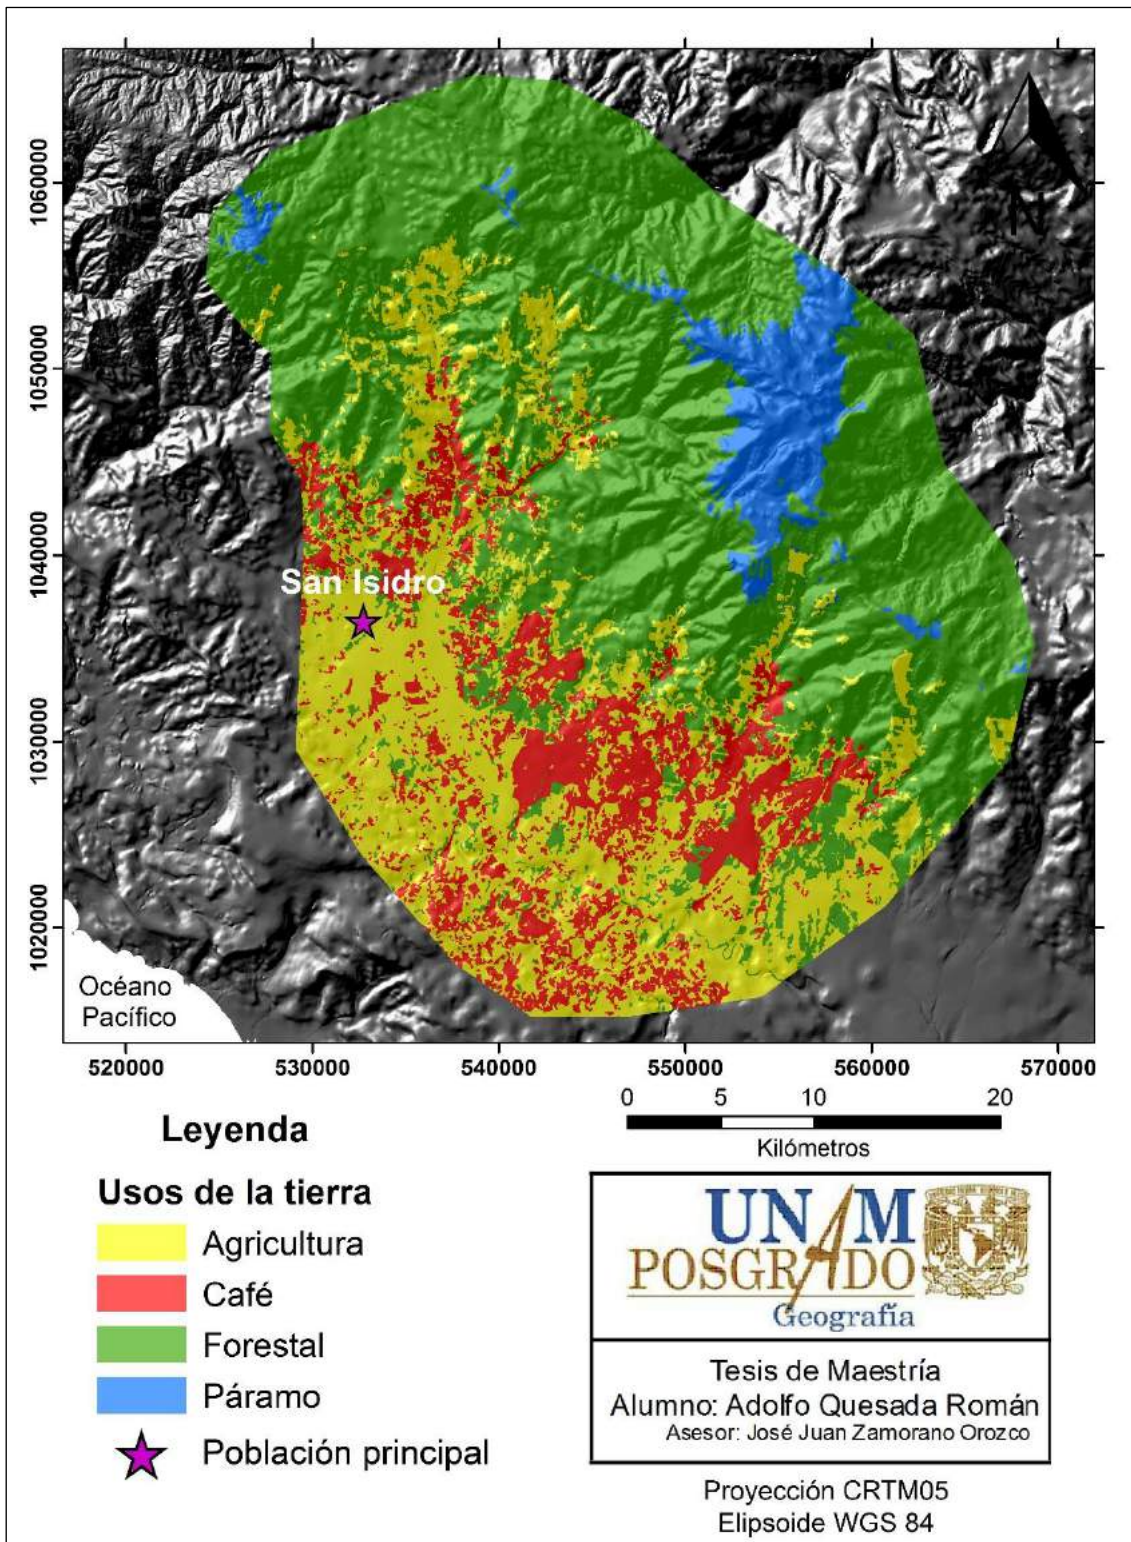 1060000
1050000
1040000
1030000
1020000
N
San Isidro
Océano
Pacífico
520000 530000 540000 550000 560000 570000
0 5 10 20
Kilómetros
Leyenda
Usos de la tierra
Agricultura
Café
Forestal
Páramo
Población principal
UNAM
POSGRADO
Geografía
Tesis de Maestría
Alumno: Adolfo Quesada Román
Asesor: José Juan Zamorano Orozco
Proyección CRTM05
Elipsoide WGS 84